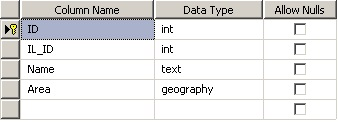 Column Name Data Type Allow Nulls
ID int
IL_ID int
Name text
Area geography